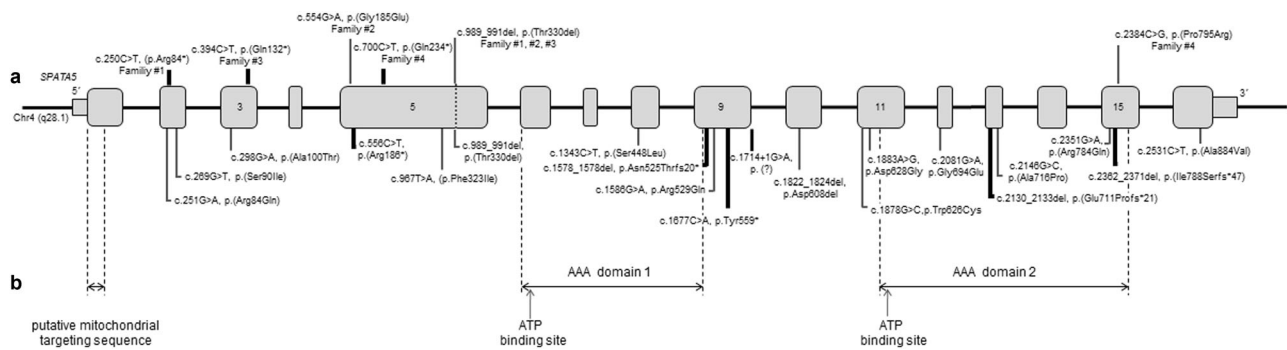 a
SPATA5
5′
Chr4 (q28.1)
c.250C>T, (p.Arg84*)
Familiy #1
c.394C>T, p.(Gln132*)
Family #3
c.554G>A, p.(Gly185Glu)
Family #2
c.700C>T, p.(Gln234*)
Family #4
c.989_991del, p.(Thr330del)
Family #1, #2, #3
c.2384C>G, p.(Pro795Arg)
Family #4
3′
3
5
9
11
15
c.298G>A, p.(Ala100Thr)
c.269G>T, p.(Ser90Ile)
c.251G>A, p.(Arg84Gln)
c.556C>T,
p.(Arg186*)
c.967T>A, (p.Phe323Ile
c.989_991del,
p.(Thr330del)
c.1343C>T, p.(Ser448Leu)
c.1578_1578del, p.Asn525Thrfs20*
c.1586G>A, p.Arg529Gln
c.1677C>A, p.Tyr559*
c.1714+1G>A,
p. (?)
c.1822_1824del,
p.Asp608del
c.1883A>G,
p.Asp628Gly
c.1878G>C,p.Trp626Cys
c.2081G>A,
p.Gly694Glu
c.2146G>C,
p.(Ala716Pro)
c.2130_2133del, p.(Glu711Profs*21)
c.2351G>A,
p.(Arg784Gln)
c.2362_2371del, p.(Ile788Serfs*47)
c.2531C>T, p.(Ala884Val)
b
AAA domain 1
AAA domain 2
putative mitochondrial
targeting sequence
ATP
binding site
ATP
binding site